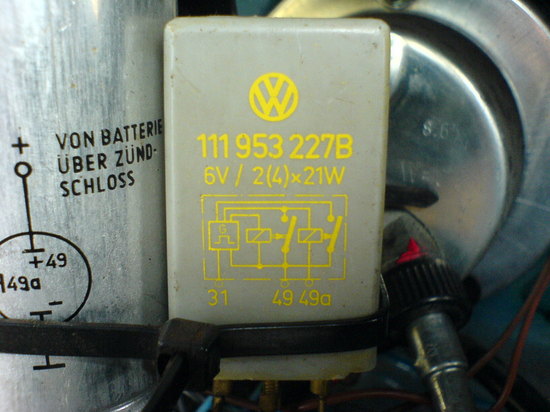 VON BATTERIE
ÜBER ZÜND-
SCHLOSS
+
+49
49a
-
VW
111 953 227B
6V / 2(4)×21W
G
31 49 49a